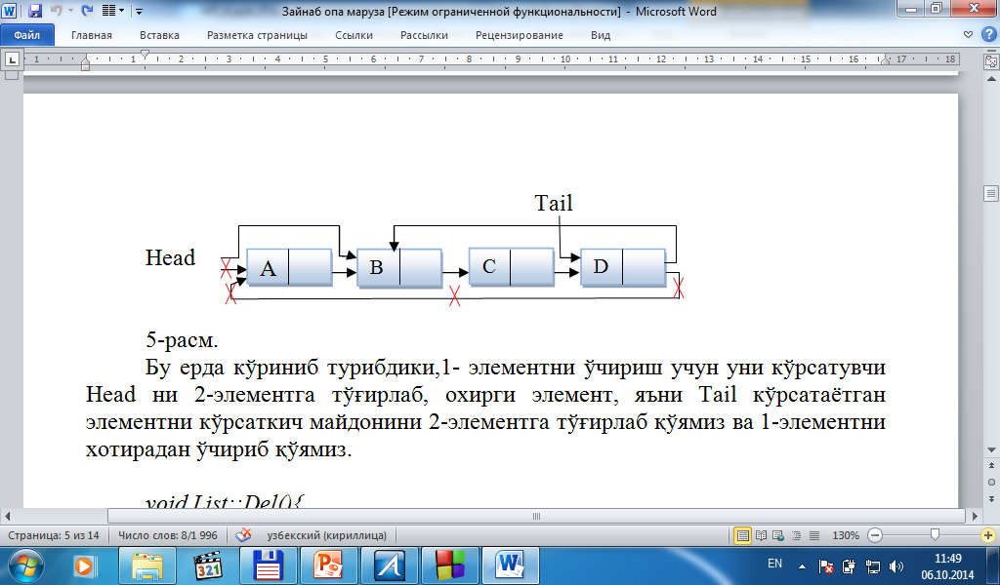 Зайнаб опа маруза [Режим ограниченной функциональности] - Microsoft Word
Файл Главная Вставка Разметка страницы Ссылки Рассылки Рецензирование Вид
1 1 2 3 4 5 6 7 8 9 10 11 12 13 14 15 16 17 18
Tail
Head A B C D
5-расм.
Бу ерда кўриниб турибдики,1- элементни ўчириш учун уни кўрсатувчи
Head ни 2-элементга тўғирлаб, охирги элемент, яъни Tail кўрсатаётган
элементни кўрсаткич майдонини 2-элементга тўғирлаб қўямиз ва 1-элементни
хотирадан ўчириб қўямиз.
void List::Del(){
Страница: 5 из 14 Число слов: 8/1 996 узбекский (кириллица) 130%
321 EN 11:49
06.10.2014